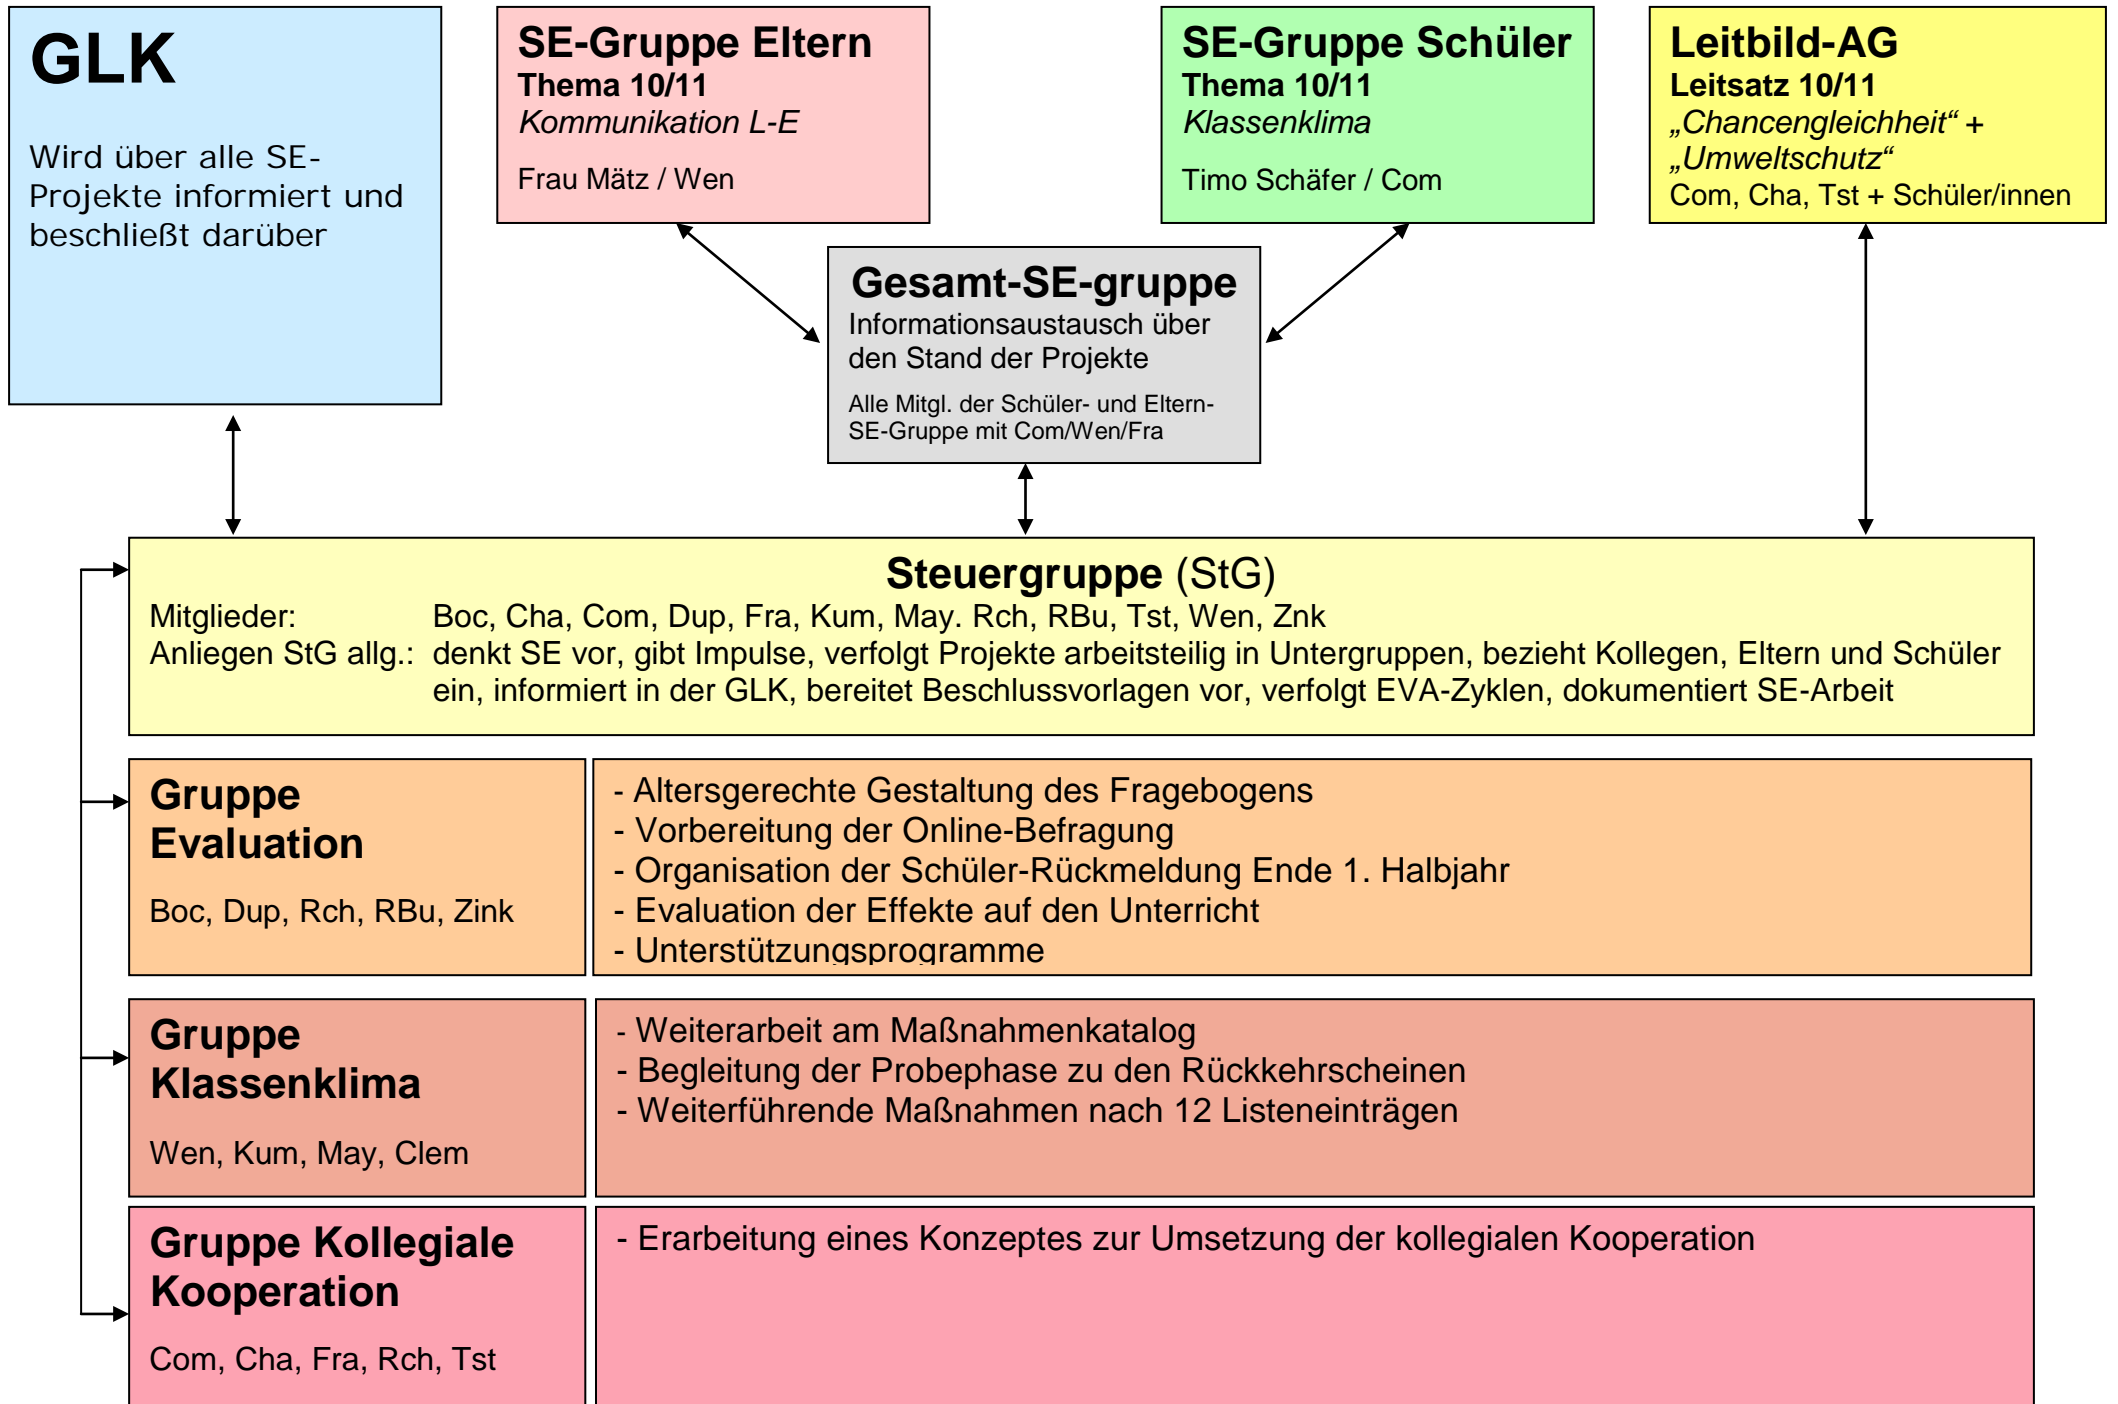 GLK
Wird über alle SE-
Projekte informiert und
beschließt darüber
SE-Gruppe Eltern
Thema 10/11
Kommunikation L-E
Frau Mätz / Wen
SE-Gruppe Schüler
Thema 10/11
Klassenklima
Timo Schäfer / Com
Leitbild-AG
Leitsatz 10/11
„Chancengleichheit“ +
„Umweltschutz“
Com, Cha, Tst + Schüler/innen
Gesamt-SE-gruppe
Informationsaustausch über
den Stand der Projekte
Alle Mitgl. der Schüler- und Eltern-
SE-Gruppe mit Com/Wen/Fra
Steuergruppe (StG)
Mitglieder: Boc, Cha, Com, Dup, Fra, Kum, May. Rch, RBu, Tst, Wen, Znk
Anliegen StG allg.: denkt SE vor, gibt Impulse, verfolgt Projekte arbeitsteilig in Untergruppen, bezieht Kollegen, Eltern und Schüler
ein, informiert in der GLK, bereitet Beschlussvorlagen vor, verfolgt EVA-Zyklen, dokumentiert SE-Arbeit
Gruppe
Evaluation
Boc, Dup, Rch, RBu, Zink
- Altersgerechte Gestaltung des Fragebogens
- Vorbereitung der Online-Befragung
- Organisation der Schüler-Rückmeldung Ende 1. Halbjahr
- Evaluation der Effekte auf den Unterricht
- Unterstützungsprogramme
Gruppe
Klassenklima
Wen, Kum, May, Clem
- Weiterarbeit am Maßnahmenkatalog
- Begleitung der Probephase zu den Rückkehrscheinen
- Weiterführende Maßnahmen nach 12 Listeneinträgen
Gruppe Kollegiale
Kooperation
Com, Cha, Fra, Rch, Tst
- Erarbeitung eines Konzeptes zur Umsetzung der kollegialen Kooperation